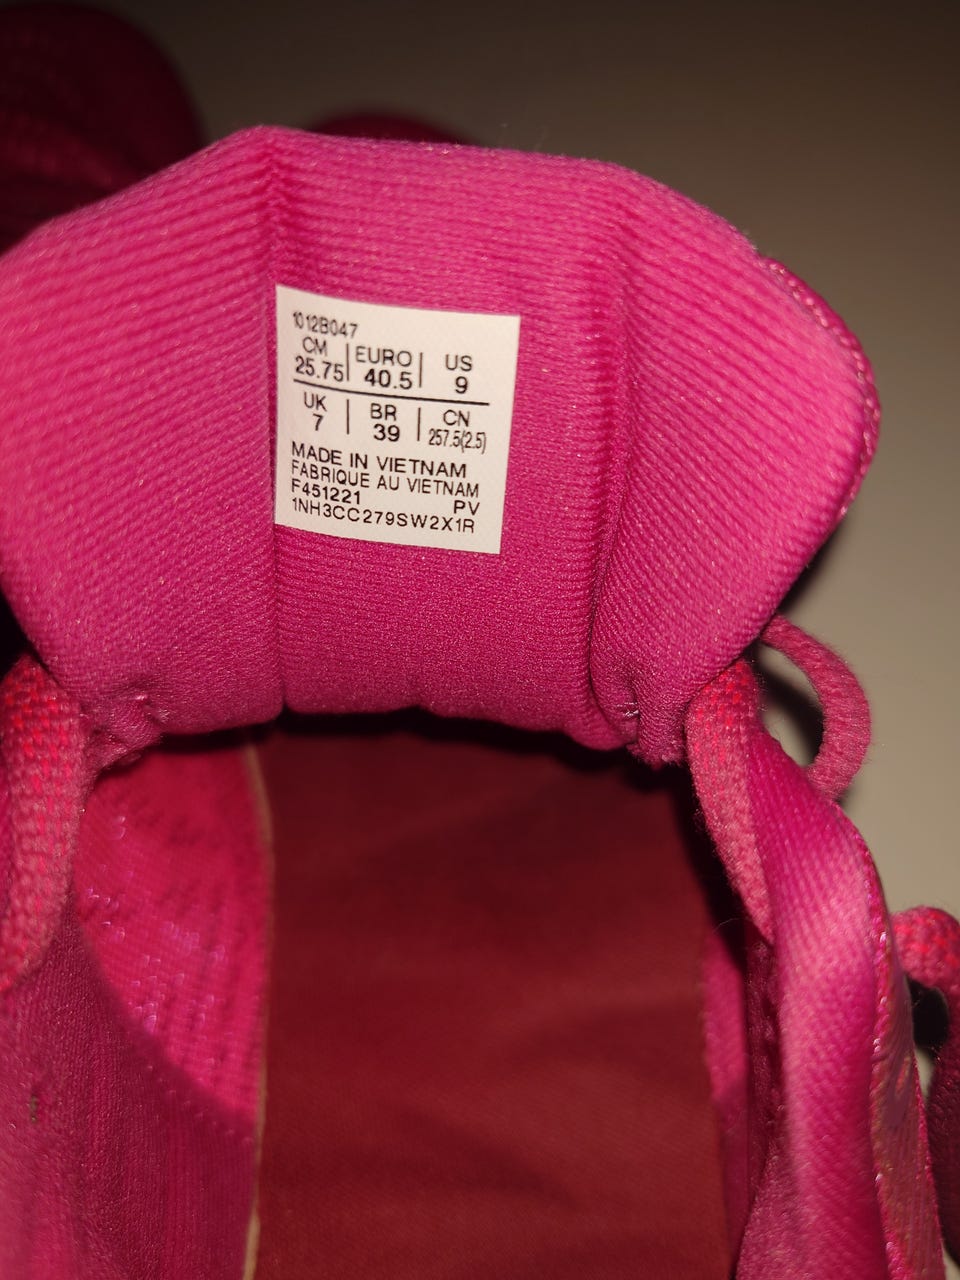 1012B047
CM | EURO | US
25.75 | 40.5 | 9
UK | BR | CN
7 | 39 | 257.5(2.5)
MADE IN VIETNAM
FABRIQUE AU VIETNAM
F451221 PV
1NH3CC279SW2X1R